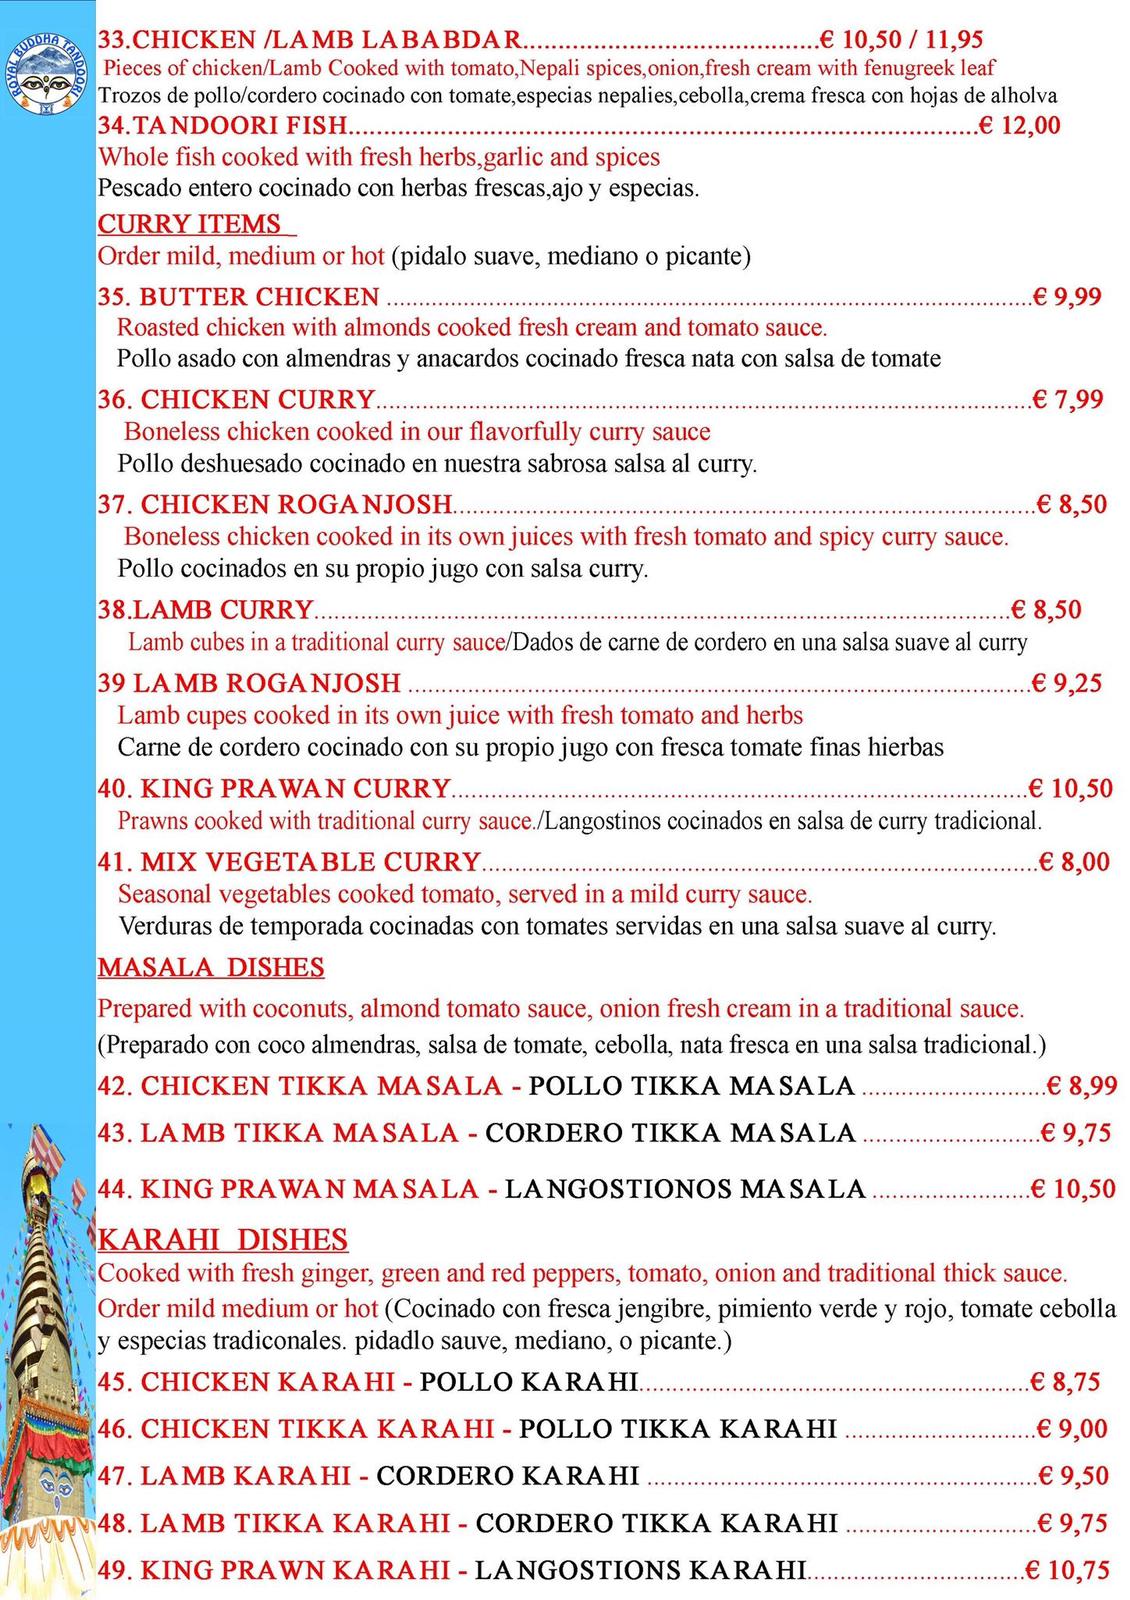 ROYAL BUDDHA TANDOORI
33.CHICKEN /LAMB LABABDAR.....................................€ 10,50 / 11,95
Pieces of chicken/Lamb Cooked with tomato,Nepali spices,onion,fresh cream with fenugreek leaf
Trozos de pollo/cordero cocinado con tomate,especias nepalies,cebolla,crema fresca con hojas de alholva
34.TANDOORI FISH...............................................................................€ 12,00
Whole fish cooked with fresh herbs,garlic and spices
Pescado entero cocinado con herbas frescas,ajo y especias.
CURRY ITEMS
Order mild, medium or hot (pidalo suave, mediano o picante)
35. BUTTER CHICKEN .................................................................................€ 9,99
Roasted chicken with almonds cooked fresh cream and tomato sauce.
Pollo asado con almendras y anacardos cocinado fresca nata con salsa de tomate
36. CHICKEN CURRY..................................................................................€ 7,99
Boneless chicken cooked in our flavorfully curry sauce
Pollo deshuesado cocinado en nuestra sabrosa salsa al curry.
37. CHICKEN ROGANJOSH.........................................................................€ 8,50
Boneless chicken cooked in its own juices with fresh tomato and spicy curry sauce.
Pollo cocinados en su propio jugo con salsa curry.
38.LAMB CURRY.......................................................................................€ 8,50
Lamb cubes in a traditional curry sauce/Dados de carne de cordero en una salsa suave al curry
39 LAMB ROGANJOSH ..............................................................................€ 9,25
Lamb cupes cooked in its own juice with fresh tomato and herbs
Carne de cordero cocinado con su propio jugo con fresca tomate finas hierbas
40. KING PRAWAN CURRY........................................................................€ 10,50
Prawns cooked with traditional curry sauce./Langostinos cocinados en salsa de curry tradicional.
41. MIX VEGETABLE CURRY......................................................................€ 8,00
Seasonal vegetables cooked tomato, served in a mild curry sauce.
Verduras de temporada cocinadas con tomates servidas en una salsa suave al curry.
MASALA DISHES
Prepared with coconuts, almond tomato sauce, onion fresh cream in a traditional sauce.
(Preparado con coco almendras, salsa de tomate, cebolla, nata fresca en una salsa tradicional.)
42. CHICKEN TIKKA MASALA - POLLO TIKKA MASALA .......................€ 8,99
43. LAMB TIKKA MASALA - CORDERO TIKKA MASALA ......................€ 9,75
44. KING PRAWAN MASALA - LANGOSTIONOS MASALA ....................€ 10,50
KARAHI DISHES
Cooked with fresh ginger, green and red peppers, tomato, onion and traditional thick sauce.
Order mild medium or hot (Cocinado con fresca jengibre, pimiento verde y rojo, tomate cebolla
y especias tradiconales. pidadlo sauve, mediano, o picante.)
45. CHICKEN KARAHI - POLLO KARAHI.................................................€ 8,75
46. CHICKEN TIKKA KARAHI - POLLO TIKKA KARAHI ........................€ 9,00
47. LAMB KARAHI - CORDERO KARAHI .................................................€ 9,50
48. LAMB TIKKA KARAHI - CORDERO TIKKA KARAHI ........................€ 9,75
49. KING PRAWN KARAHI - LANGOSTIONS KARAHI...........................€ 10,75